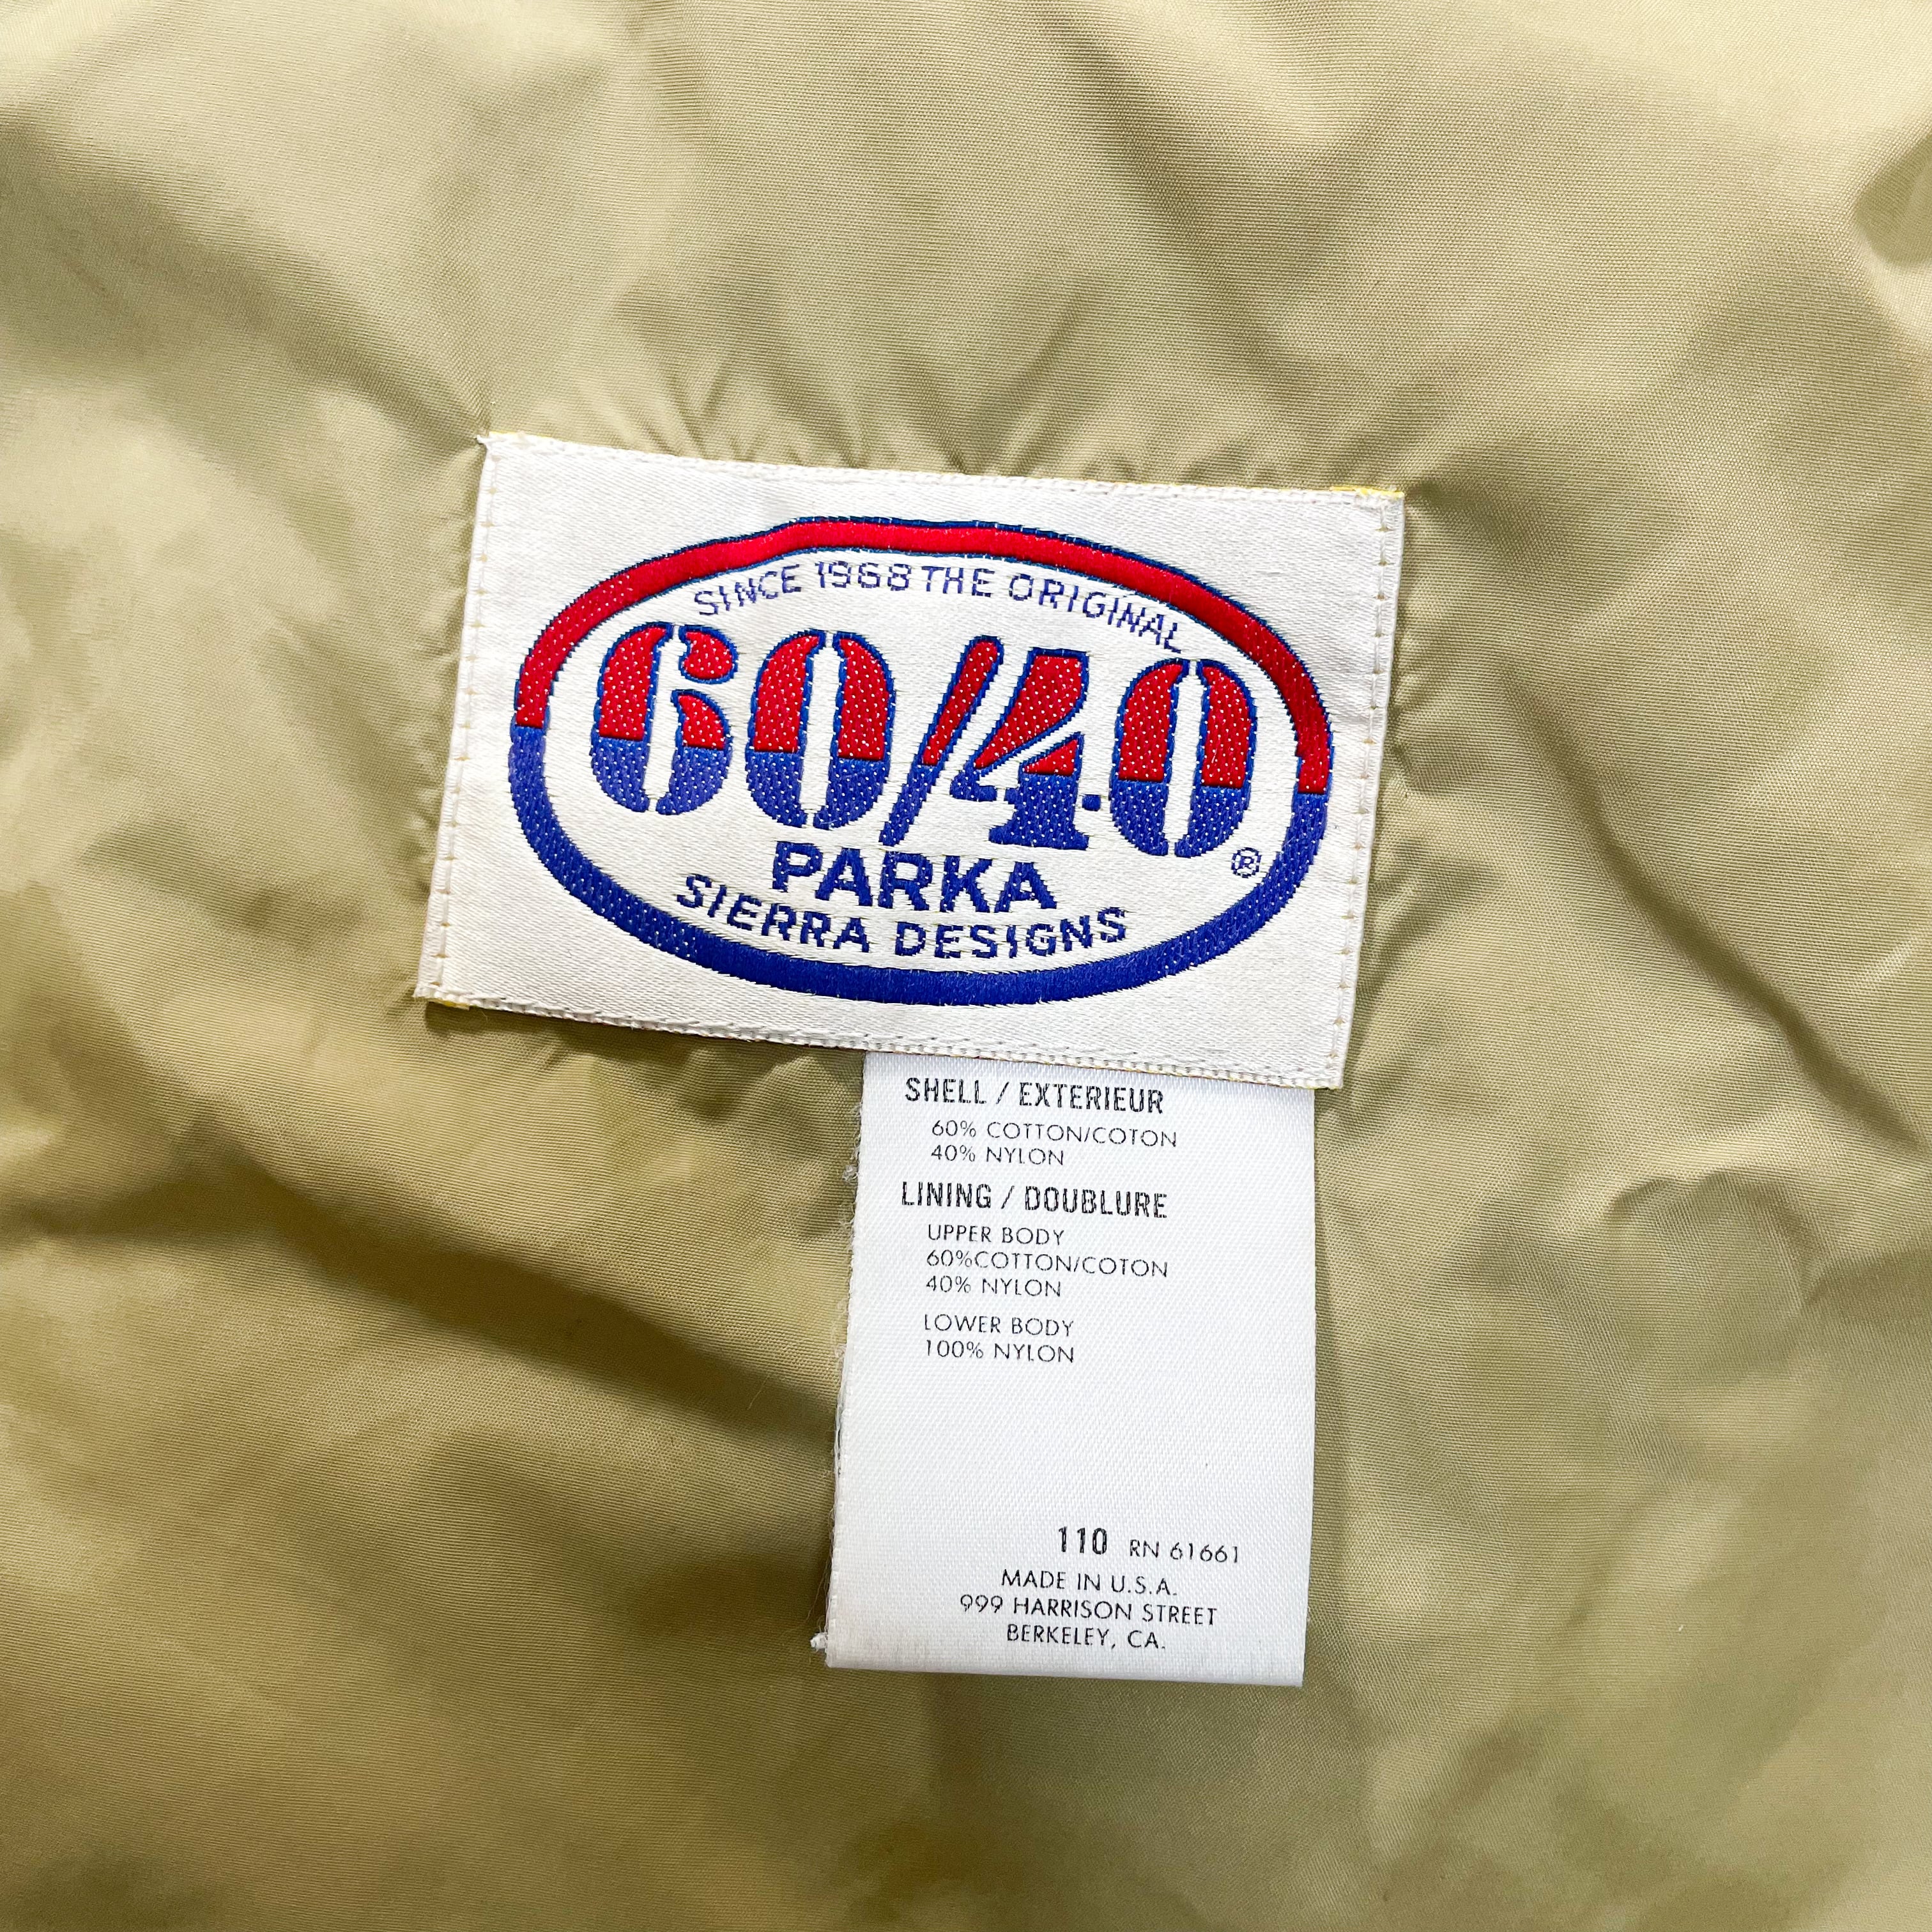 SINCE 1968 THE ORIGINAL
60/40
PARKA ®
SIERRA DESIGNS
SHELL / EXTERIEUR
60% COTTON/COTON
40% NYLON
LINING / DOUBLURE
UPPER BODY
60%COTTON/COTON
40% NYLON
LOWER BODY
100% NYLON
110 RN 61661
MADE IN U.S.A.
999 HARRISON STREET
BERKELEY, CA.